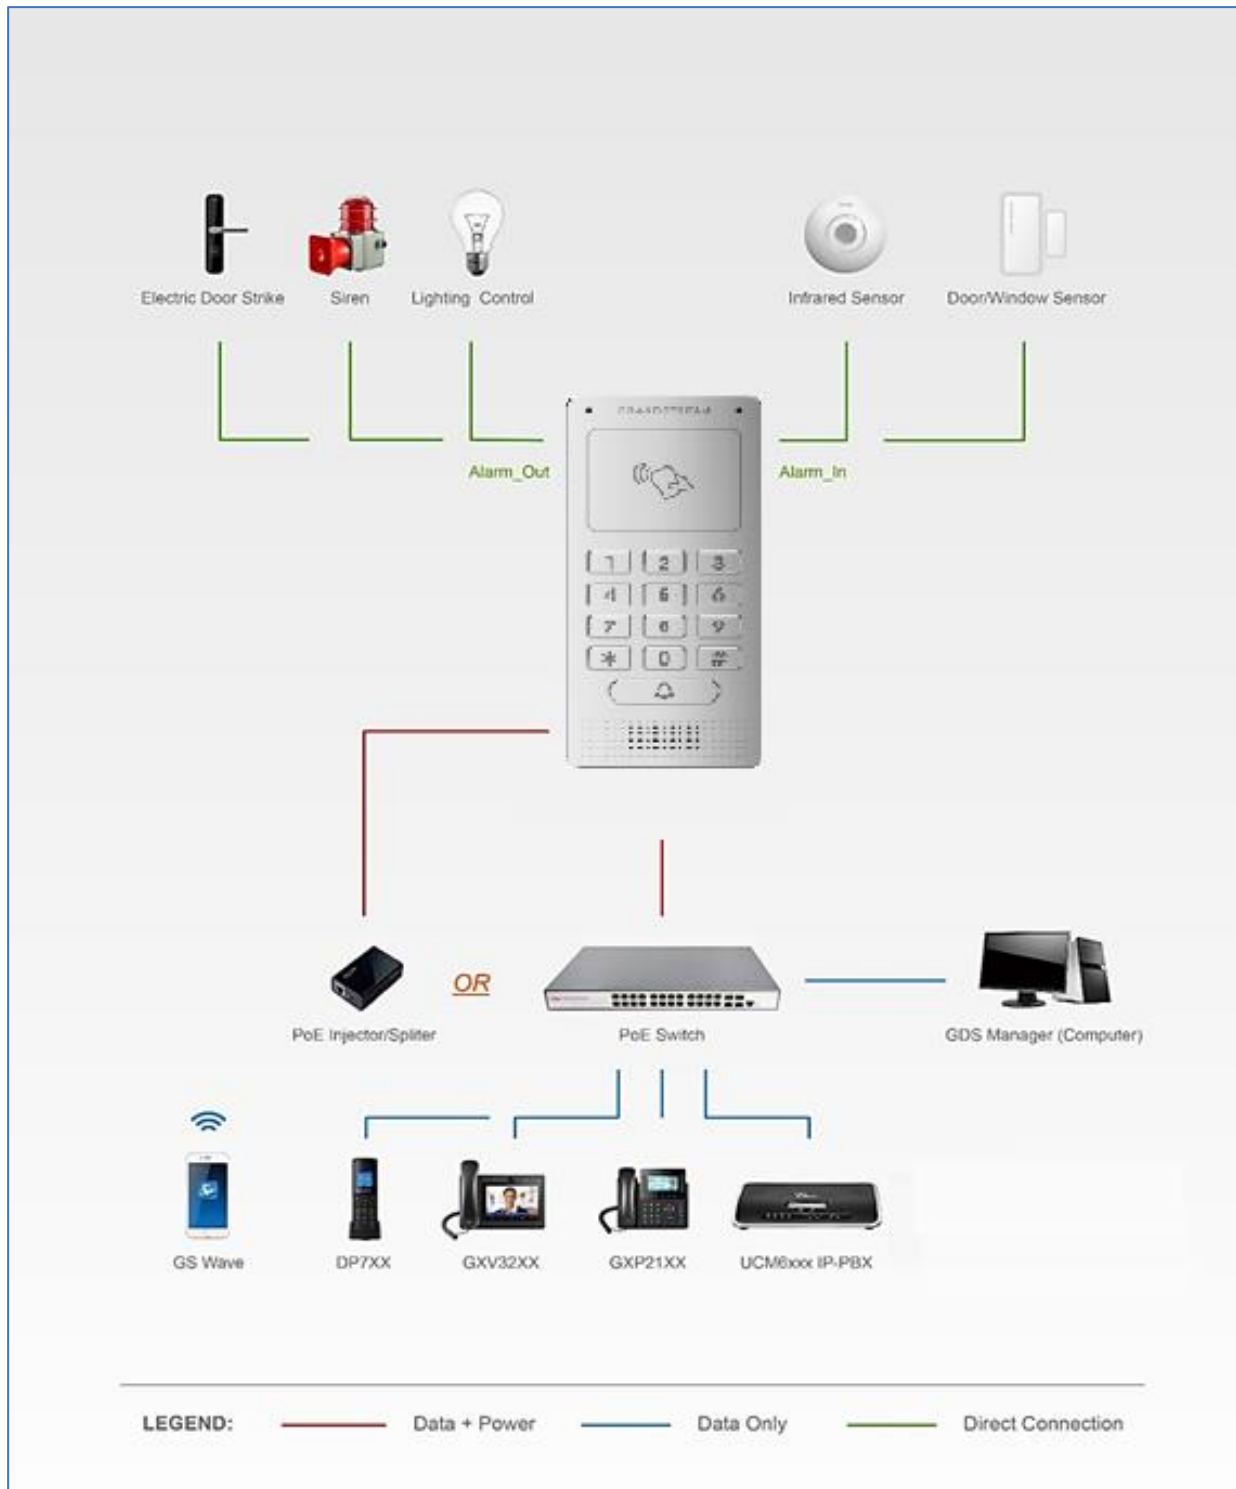 Electric Door Strike
Siren
Lighting Control
Infrared Sensor
Door/Window Sensor
GRANDSTREAM
Alarm_Out
Alarm_In
1 2 3
4 5 6
7 8 9
* 0 #
PoE Injector/Spliter
OR
PoE Switch
GDS Manager (Computer)
GS Wave
DP7XX
GXV32XX
GXP21XX
UCM6xxx IP-PBX
LEGEND:
Data + Power
Data Only
Direct Connection